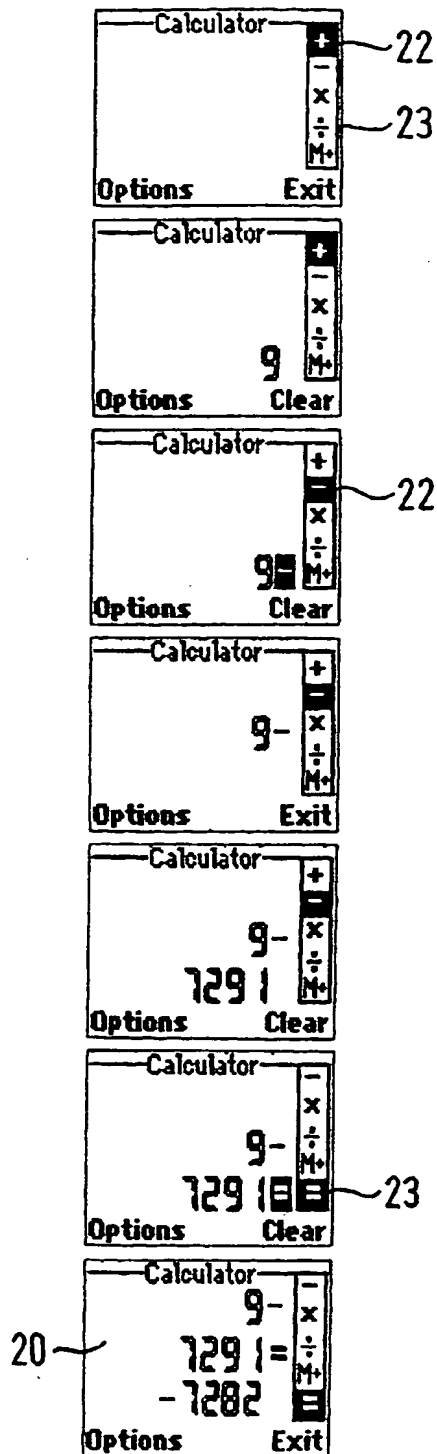 Calculator
+ 22
−
×
÷ 23
M+
Options Exit
Calculator
+
−
×
÷
9 M+
Options Clear
Calculator
+
− 22
×
÷
9− M+
Options Clear
Calculator
+
−
9− ×
÷
M+
Options Exit
Calculator
+
−
9− ×
÷
7291 M+
Options Clear
Calculator
−
×
9− ÷
M+
7291= = 23
Options Clear
Calculator
9− −
×
20 7291= ÷
M+
-7282 =
Options Exit